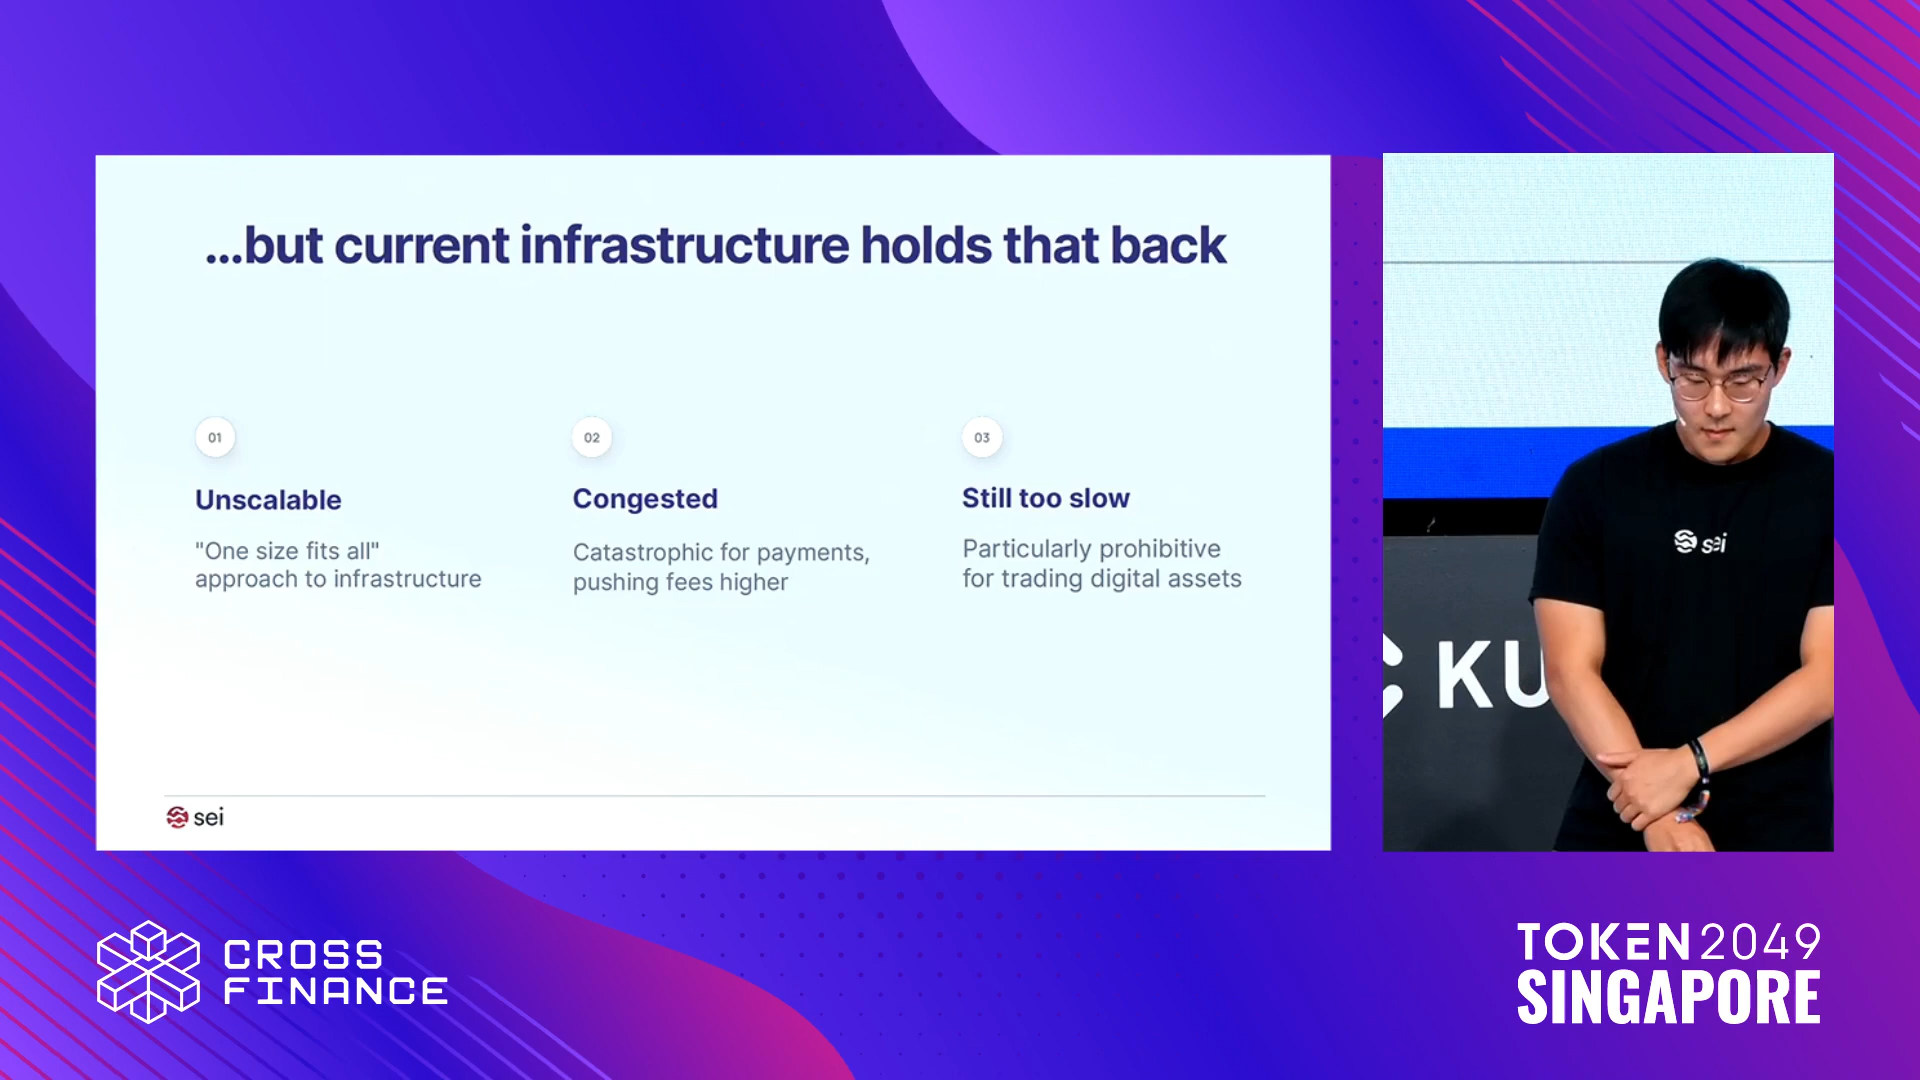 ...but current infrastructure holds that back
01
Unscalable
"One size fits all"
approach to infrastructure
02
Congested
Catastrophic for payments,
pushing fees higher
03
Still too slow
Particularly prohibitive
for trading digital assets
sei
sei
KU
CROSS
FINANCE
TOKEN2049
SINGAPORE